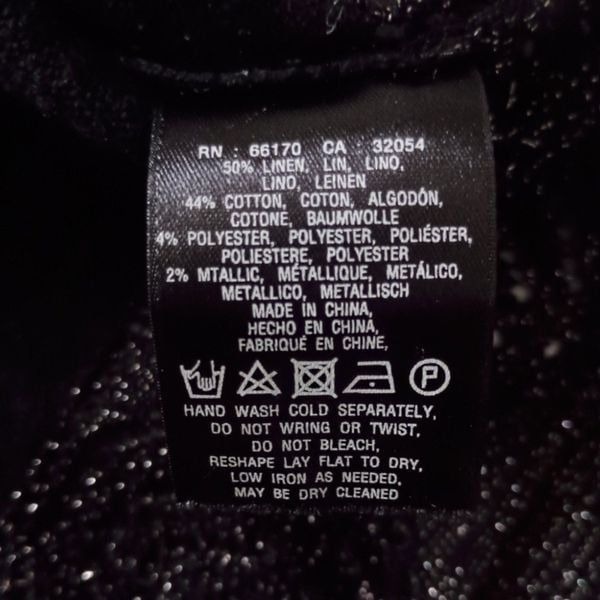 RN : 66170 CA : 32054
50% LINEN, LIN, LINO,
LINO, LEINEN
44% COTTON, COTON, ALGODÓN,
COTONE, BAUMWOLLE
4% POLYESTER, POLYESTER, POLIÉSTER,
POLIESTERE, POLYESTER
2% MTALLIC, MÉTALLIQUE, METÁLICO,
METALLICO, METALLISCH
MADE IN CHINA,
HECHO EN CHINA,
FABRIQUÉ EN CHINE,
P
HAND WASH COLD SEPARATELY,
DO NOT WRING OR TWIST,
DO NOT BLEACH,
RESHAPE LAY FLAT TO DRY,
LOW IRON AS NEEDED,
MAY BE DRY CLEANED